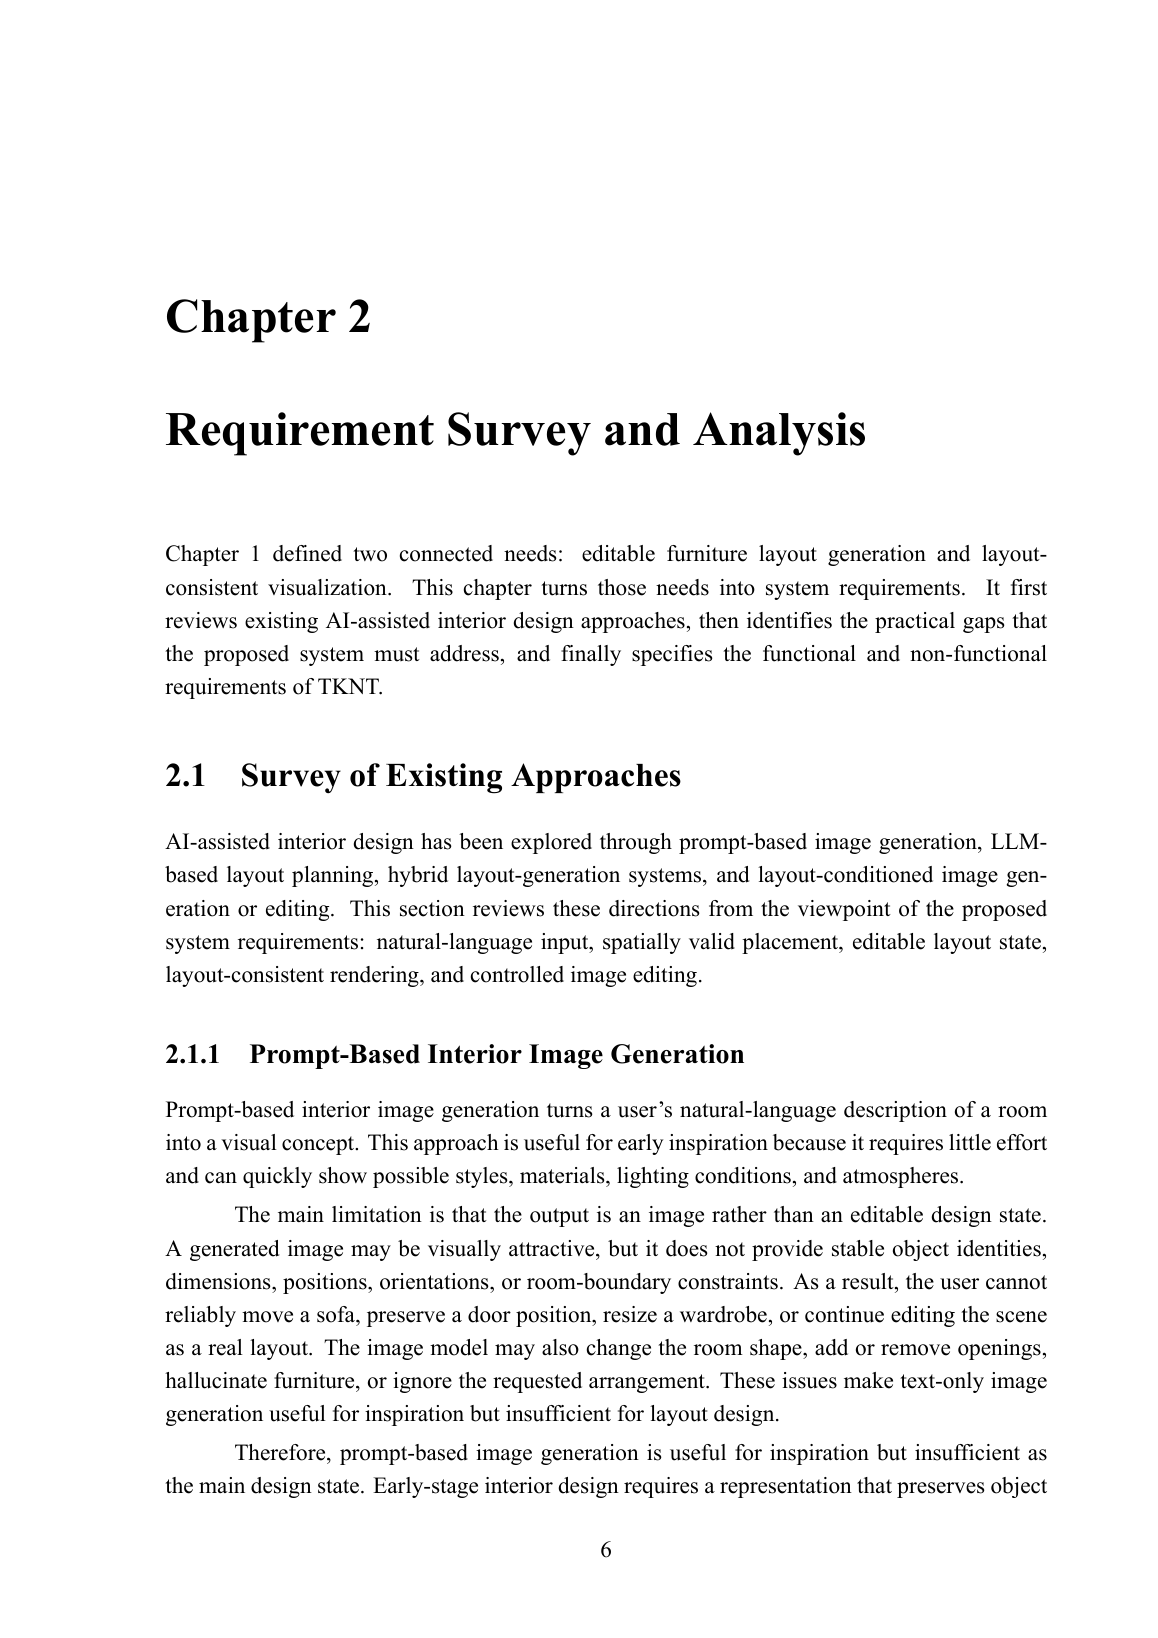 Chapter 2
Requirement Survey and Analysis
Chapter 1 defined two connected needs: editable furniture layout generation and layout-
consistent visualization. This chapter turns those needs into system requirements. It first
reviews existing AI-assisted interior design approaches, then identifies the practical gaps that
the proposed system must address, and finally specifies the functional and non-functional
requirements of TKNT.
2.1 Survey of Existing Approaches
AI-assisted interior design has been explored through prompt-based image generation, LLM-
based layout planning, hybrid layout-generation systems, and layout-conditioned image gen-
eration or editing. This section reviews these directions from the viewpoint of the proposed
system requirements: natural-language input, spatially valid placement, editable layout state,
layout-consistent rendering, and controlled image editing.
2.1.1 Prompt-Based Interior Image Generation
Prompt-based interior image generation turns a user’s natural-language description of a room
into a visual concept. This approach is useful for early inspiration because it requires little effort
and can quickly show possible styles, materials, lighting conditions, and atmospheres.
The main limitation is that the output is an image rather than an editable design state.
A generated image may be visually attractive, but it does not provide stable object identities,
dimensions, positions, orientations, or room-boundary constraints. As a result, the user cannot
reliably move a sofa, preserve a door position, resize a wardrobe, or continue editing the scene
as a real layout. The image model may also change the room shape, add or remove openings,
hallucinate furniture, or ignore the requested arrangement. These issues make text-only image
generation useful for inspiration but insufficient for layout design.
Therefore, prompt-based image generation is useful for inspiration but insufficient as
the main design state. Early-stage interior design requires a representation that preserves object
6